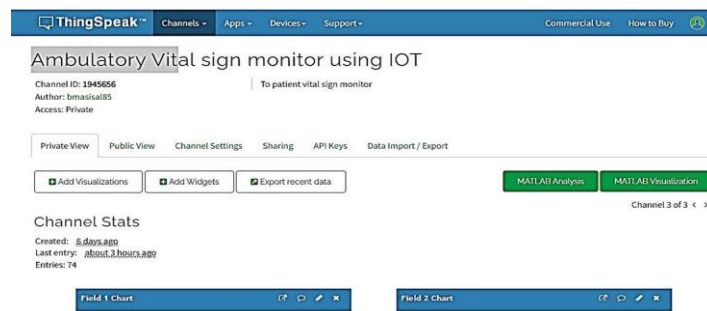 ThingSpeak™ Channels Apps Devices Support Commercial Use How to Buy
Ambulatory Vital sign monitor using IOT
Channel ID: 1945656 To patient vital sign monitor
Author: bmasisal85
Access: Private
Private View Public View Channel Settings Sharing API Keys Data Import / Export
Add Visualizations Add Widgets Export recent data MATLAB Analysis MATLAB Visualization
Channel 3 of 3 < >
Channel Stats
Created: 6 days ago
Last entry: about 3 hours ago
Entries: 74
Field 1 Chart Field 2 Chart